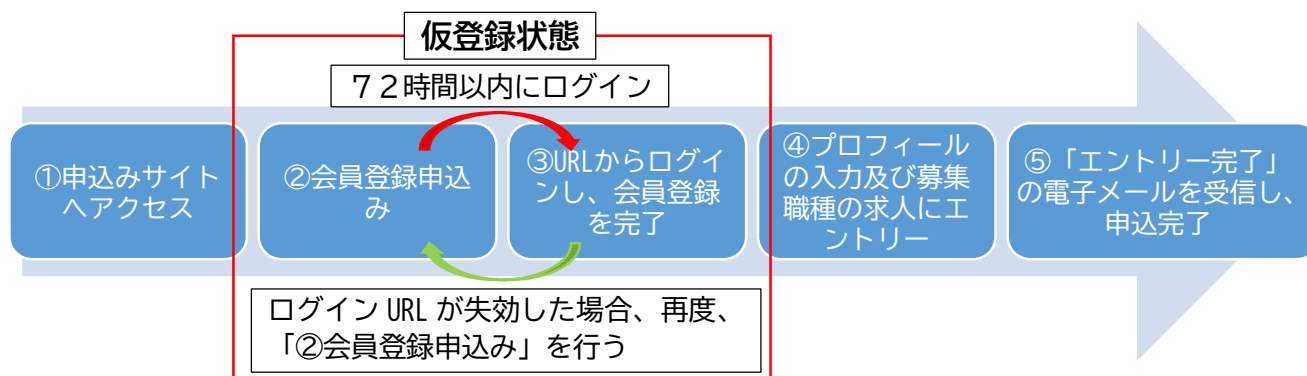 仮登録状態
７２時間以内にログイン
①申込みサイト
へアクセス
②会員登録申込
み
③URLからログイ
ンし、会員登録
を完了
④プロフィール
の入力及び募集
職種の求人にエ
ントリー
⑤「エントリー完了」
の電子メールを受信し、
申込完了
ログイン URL が失効した場合、再度、
「②会員登録申込み」を行う